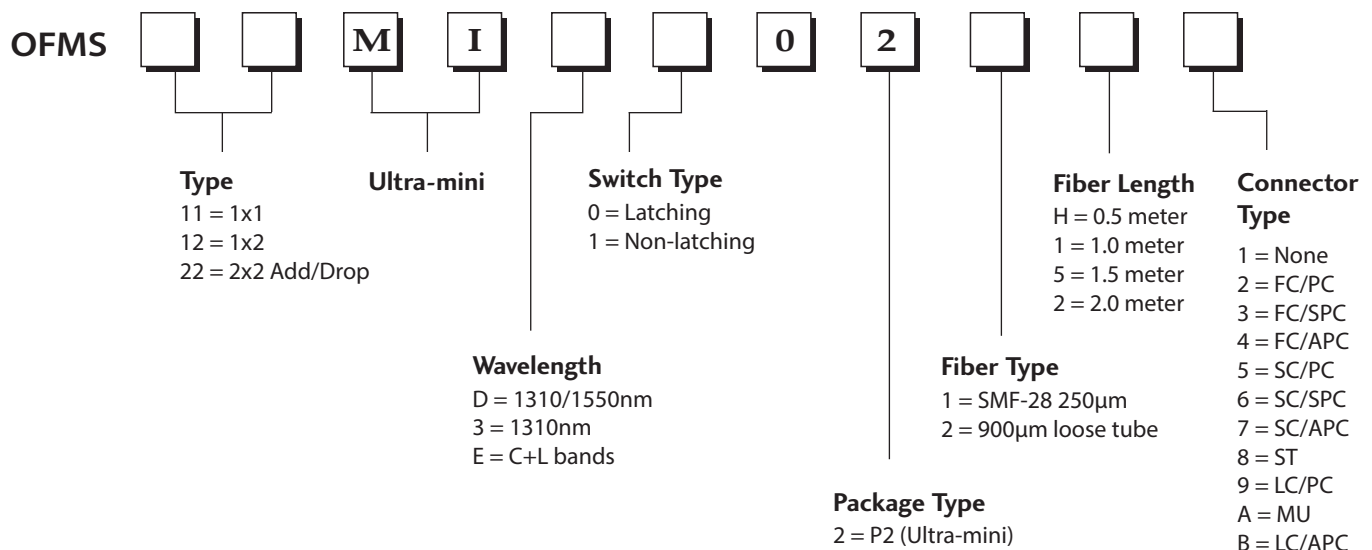 OFMS M I 0 2
Type
11 = 1x1
12 = 1x2
22 = 2x2 Add/Drop
Ultra-mini
Wavelength
D = 1310/1550nm
3 = 1310nm
E = C+L bands
Switch Type
0 = Latching
1 = Non-latching
Package Type
2 = P2 (Ultra-mini)
Fiber Type
1 = SMF-28 250µm
2 = 900µm loose tube
Fiber Length
H = 0.5 meter
1 = 1.0 meter
5 = 1.5 meter
2 = 2.0 meter
Connector
Type
1 = None
2 = FC/PC
3 = FC/SPC
4 = FC/APC
5 = SC/PC
6 = SC/SPC
7 = SC/APC
8 = ST
9 = LC/PC
A = MU
B = LC/APC